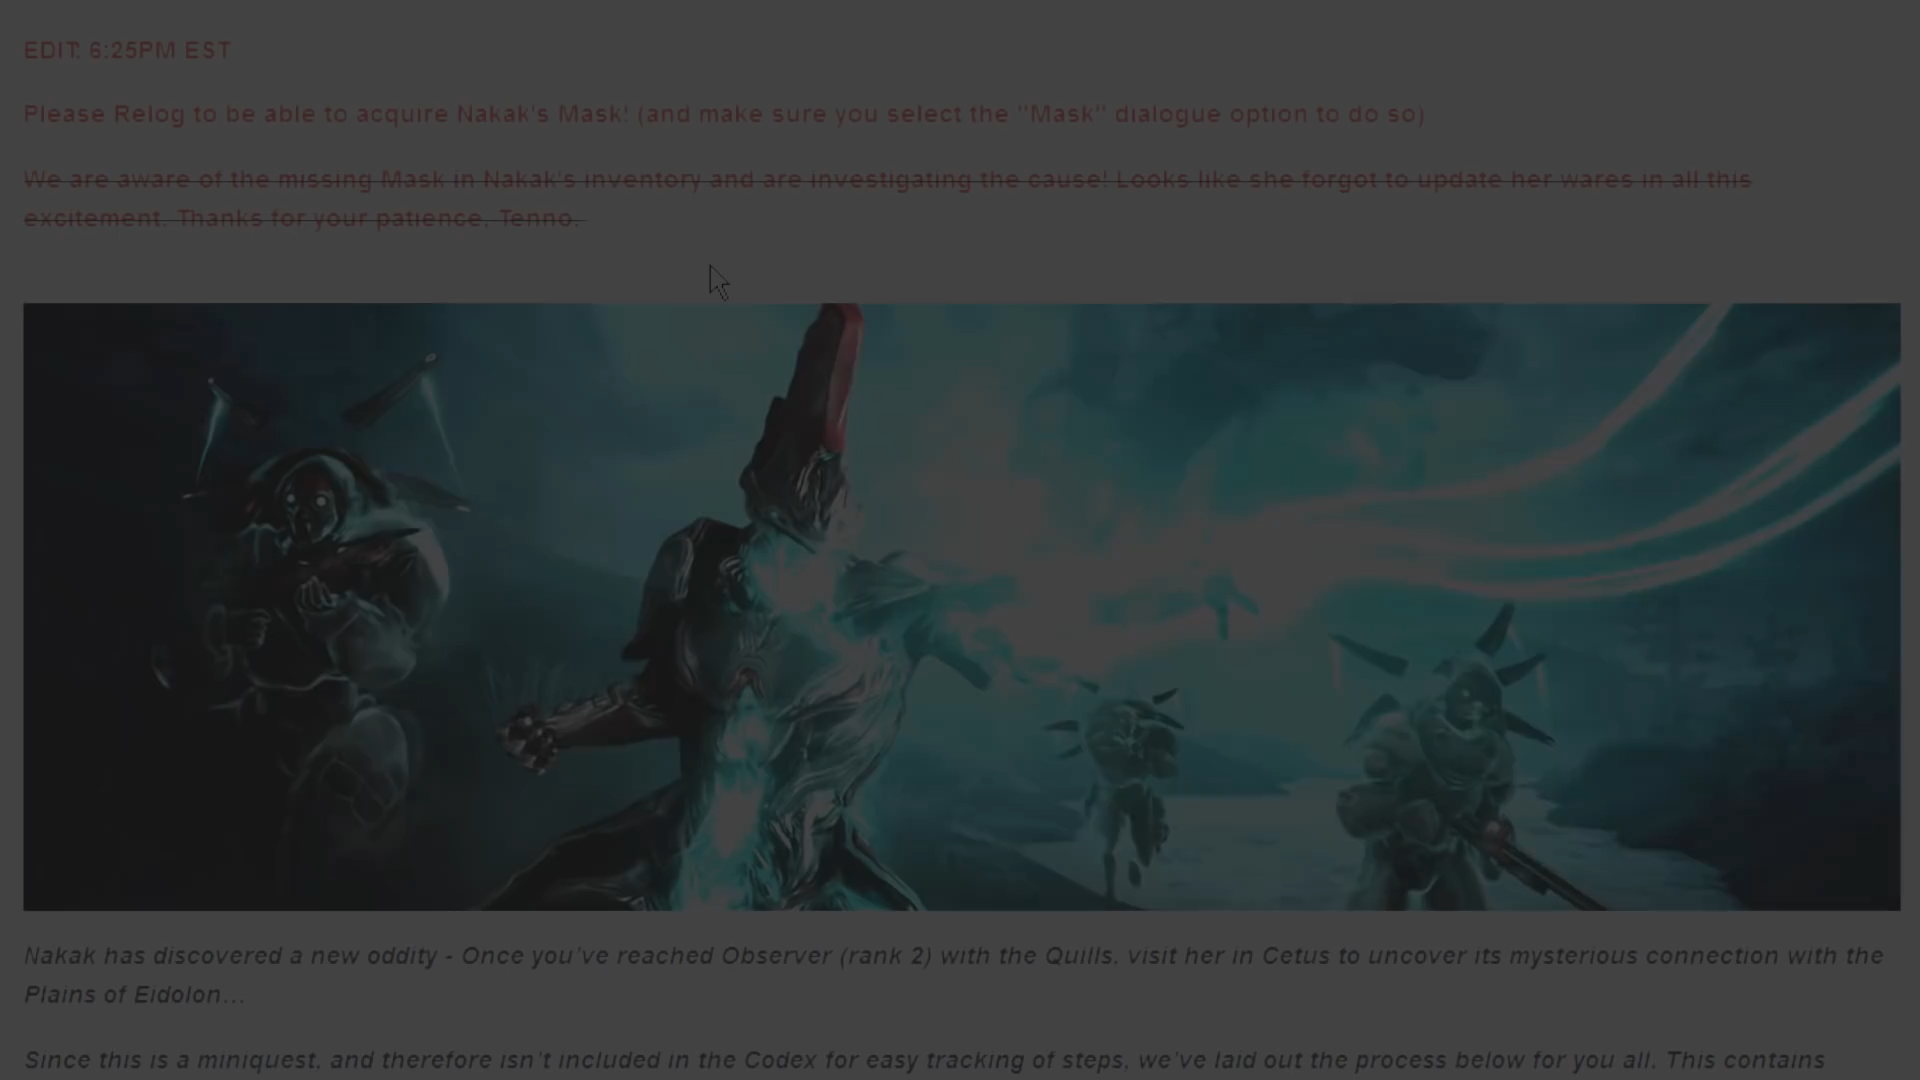 EDIT: 6:25PM EST
Please Relog to be able to acquire Nakak's Mask! (and make sure you select the "Mask" dialogue option to do so)
We are aware of the missing Mask in Nakak's inventory and are investigating the cause! Looks like she forgot to update her wares in all this
excitement. Thanks for your patience, Tenno.
Nakak has discovered a new oddity - Once you've reached Observer (rank 2) with the Quills, visit her in Cetus to uncover its mysterious connection with the
Plains of Eidolon...
Since this is a miniquest, and therefore isn't included in the Codex for easy tracking of steps, we've laid out the process below for you all. This contains